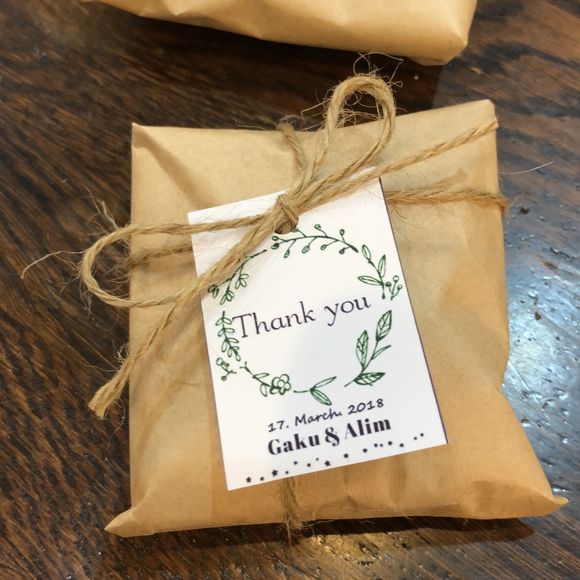 Thank you
17. March. 2018
Gaku & Alim